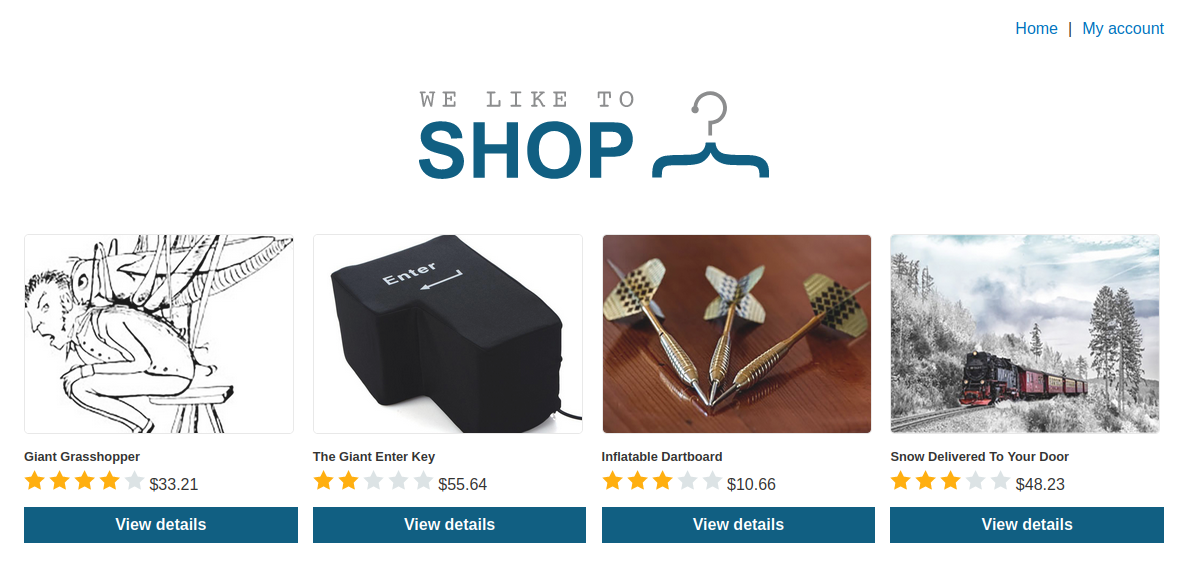 Home | My account
WE LIKE TO
SHOP
Enter
Giant Grasshopper
$33.21
View details
The Giant Enter Key
$55.64
View details
Inflatable Dartboard
$10.66
View details
Snow Delivered To Your Door
$48.23
View details